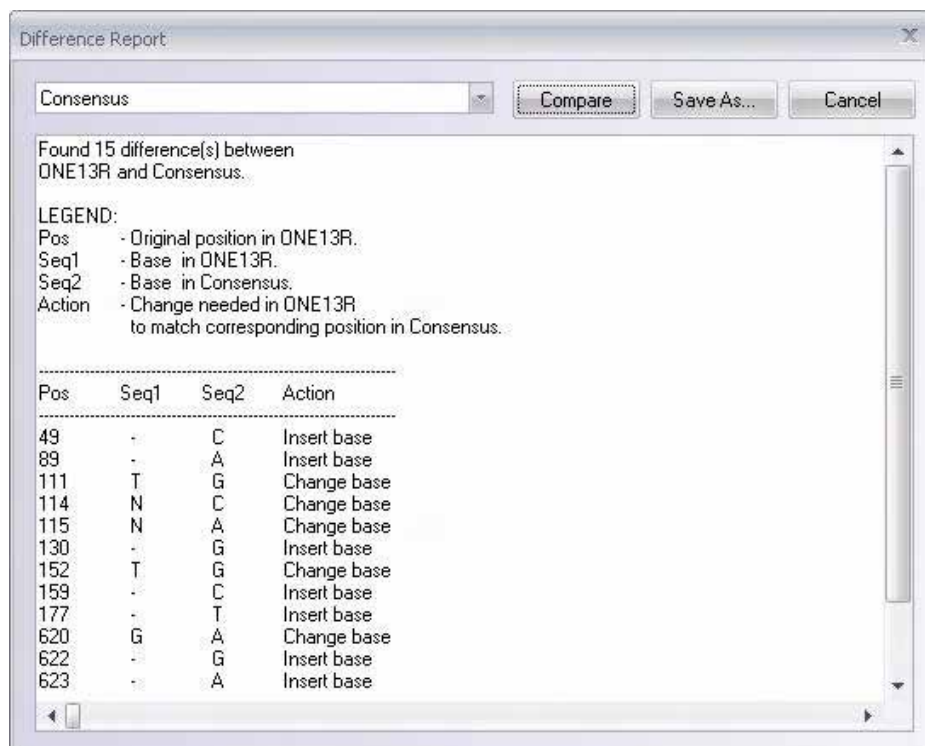 Difference Report
Consensus Compare Save As... Cancel
Found 15 difference(s) between
ONE13R and Consensus.
LEGEND:
Pos - Original position in ONE13R.
Seq1 - Base in ONE13R.
Seq2 - Base in Consensus.
Action - Change needed in ONE13R
to match corresponding position in Consensus.
Pos Seq1 Seq2 Action
49 - C Insert base
89 - A Insert base
111 T G Change base
114 N C Change base
115 N A Change base
130 - G Insert base
152 T G Change base
159 - C Insert base
177 - T Insert base
620 G A Change base
622 - G Insert base
623 - A Insert base